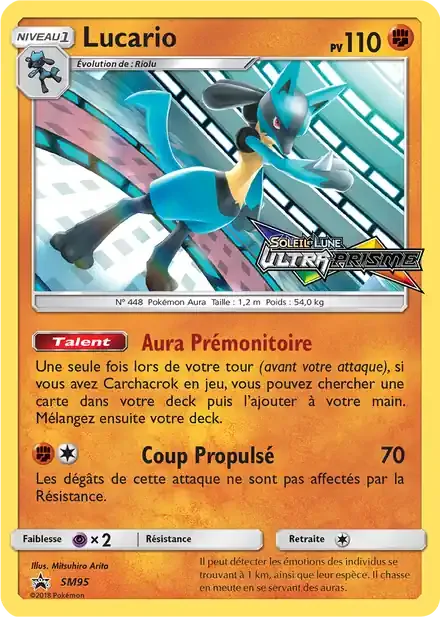 NIVEAU 1
Lucario
PV 110
Évolution de : Riolu
SOLEIL & LUNE
ULTRA PRISME
N° 448 Pokémon Aura Taille : 1,2 m Poids : 54,0 kg
Talent Aura Prémonitoire
Une seule fois lors de votre tour (avant votre attaque), si
vous avez Carchacrok en jeu, vous pouvez chercher une
carte dans votre deck puis l'ajouter à votre main.
Mélangez ensuite votre deck.
Coup Propulsé 70
Les dégâts de cette attaque ne sont pas affectés par la
Résistance.
Faiblesse × 2 Résistance Retraite
Illus. Mitsuhiro Arita
SM95
©2018 Pokémon
Il peut détecter les émotions des individus se
trouvant à 1 km, ainsi que leur espèce. Il chasse
en meute en se servant des auras.